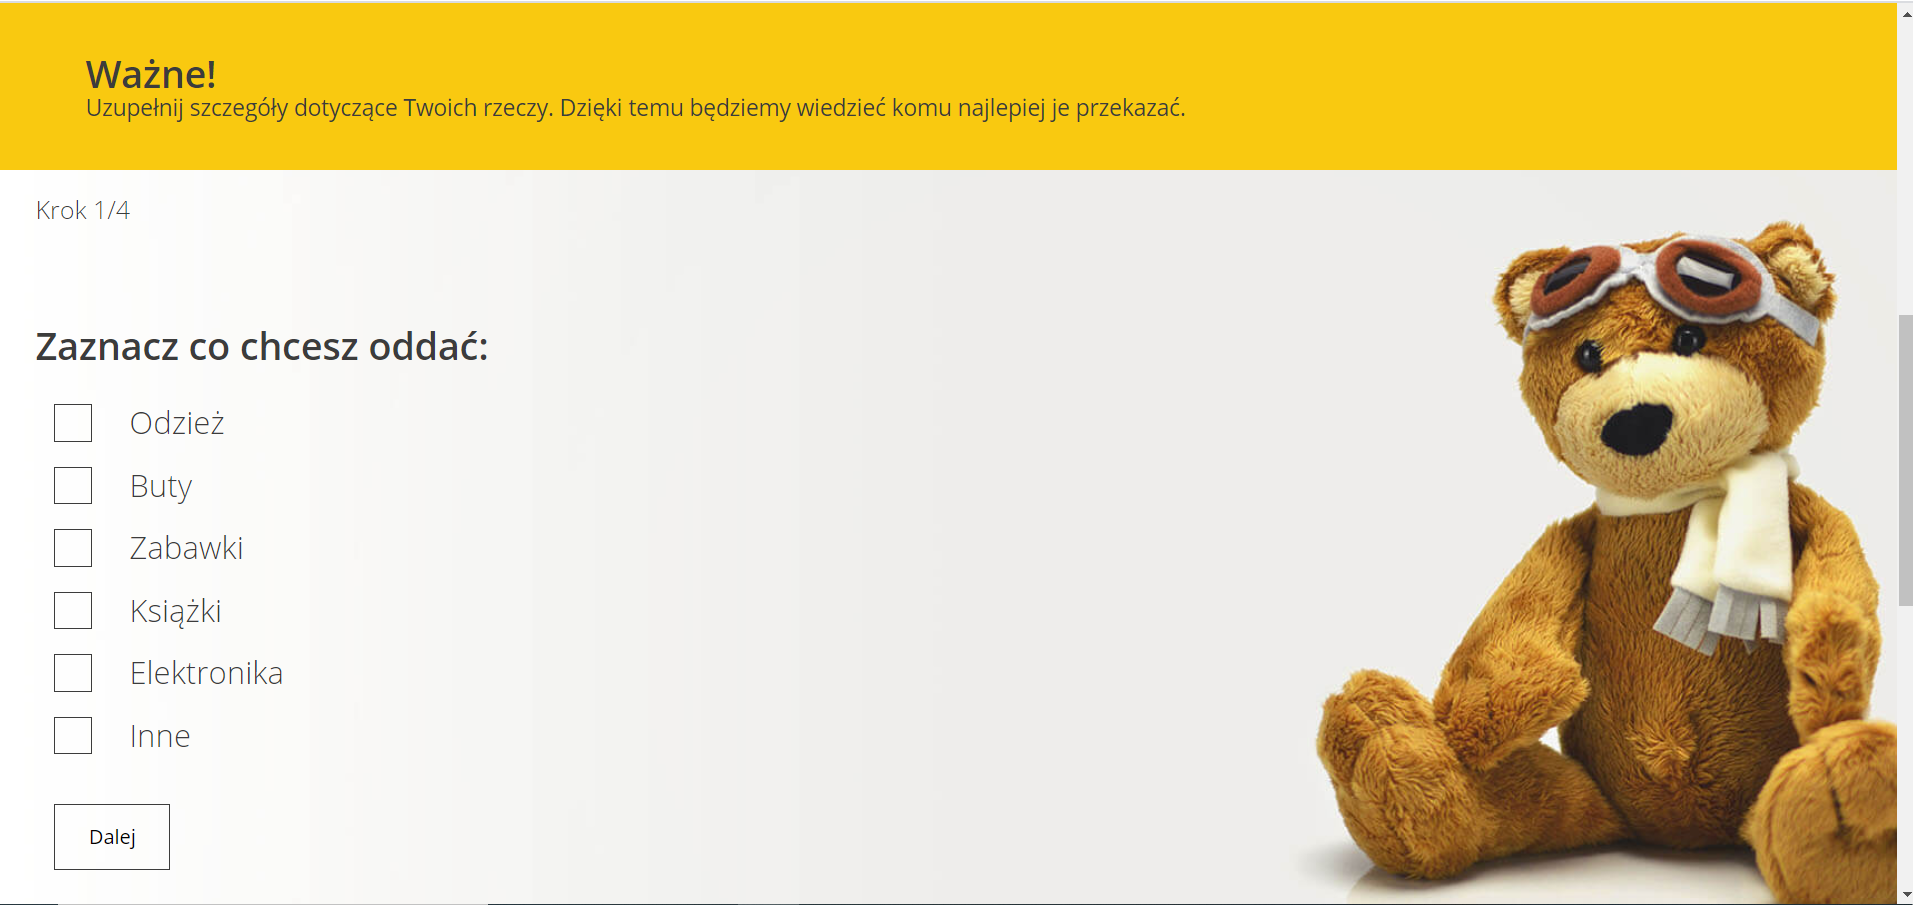 Ważne!
Uzupełnij szczegóły dotyczące Twoich rzeczy. Dzięki temu będziemy wiedzieć komu najlepiej je przekazać.
Krok 1/4
Zaznacz co chcesz oddać:
Odzież
Buty
Zabawki
Książki
Elektronika
Inne
Dalej